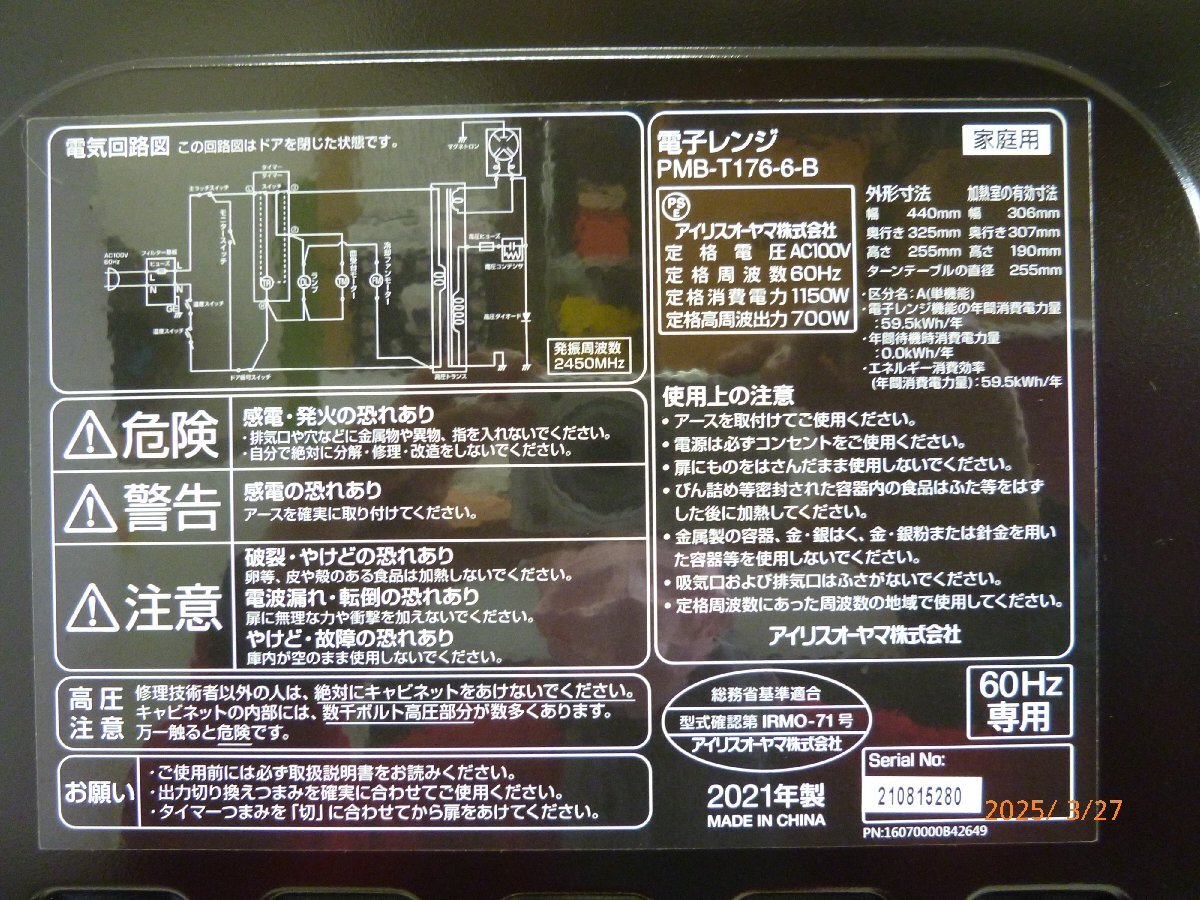 電気回路図 この回路図はドアを閉じた状態です。
マグネトロン
タイマー
タイマー
スイッチ
主ラッチスイッチ
モニタースイッチ
AC100V
60Hz
フィルター基板
ヒューズ
L
L
N
N
温度スイッチ
温度スイッチ
ドア番号スイッチ
TR
OL
ランプ
TM
FM
冷却ファンモーター
高圧ヒューズ
高圧コンデンサ
高圧ダイオード
高圧トランス
発振周波数
2450MHz
危険
感電・発火の恐れあり
・排気口や穴などに金属物や異物、指を入れないでください。
・自分で絶対に分解・修理・改造をしないでください。
警告
感電の恐れあり
アースを確実に取り付けてください。
注意
破裂・やけどの恐れあり
卵等、皮や殻のある食品は加熱しないでください。
電波漏れ・転倒の恐れあり
扉に無理な力や衝撃を加えないでください。
やけど・故障の恐れあり
庫内が空のまま使用しないでください。
高圧
注意
修理技術者以外の人は、絶対にキャビネットをあけないでください。
キャビネットの内部には、数千ボルト高圧部分が数多くあります。
万一触ると危険です。
お願い
・ご使用前には必ず取扱説明書をお読みください。
・出力切り換えつまみを確実に合わせてご使用ください。
・タイマーつまみを「切」に合わせてから扉をあけてください。
電子レンジ
家庭用
PMB-T176-6-B
PS
E
アイリスオーヤマ株式会社
定格電圧 AC100V
定格周波数 60Hz
定格消費電力 1150W
定格高周波出力 700W
外形寸法 加熱室の有効寸法
幅 440mm 幅 306mm
奥行き 325mm 奥行き 307mm
高さ 255mm 高さ 190mm
ターンテーブルの直径 255mm
・区分名：A(単機能)
・電子レンジ機能の年間消費電力量
：59.5kWh/年
・年間待機時消費電力量
：0.0kWh/年
・エネルギー消費効率
(年間消費電力量)：59.5kWh/年
使用上の注意
• アースを取付けてご使用ください。
• 電源は必ずコンセントをご使用ください。
• 扉にものをはさんだまま使用しないでください。
• びん詰め等密封された容器内の食品はふた等をはず
した後に加熱してください。
• 金属製の容器、金・銀はく、金・銀粉または針金を用い
た容器等を使用しないでください。
• 吸気口および排気口はふさがないでください。
• 定格周波数にあった周波数の地域で使用してください。
アイリスオーヤマ株式会社
総務省基準適合
型式確認第 IRMO-71 号
アイリスオーヤマ株式会社
60Hz
専用
2021年製
MADE IN CHINA
Serial No:
210815280
PN:16070000B42649
2025/ 3/27